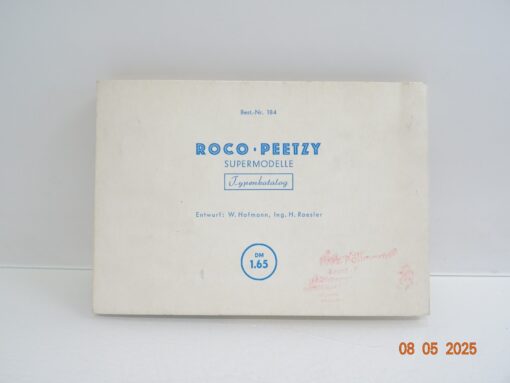 Best.-Nr. 184
ROCO · PEETZY
SUPERMODELLE
Typenkatalog
Entwurf: W. Hofmann, Ing. H. Roesler
DM
1.65
08 05 2025